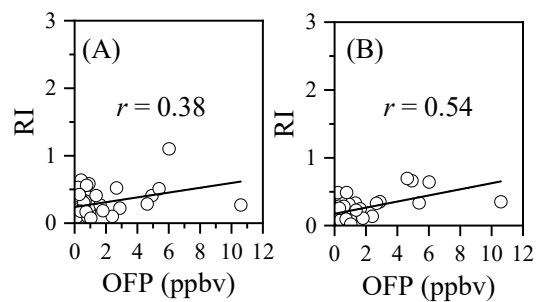 (A)
r = 0.38
RI
3
2
1
0
0 2 4 6 8 10 12
OFP (ppbv)
(B)
r = 0.54
RI
3
2
1
0
0 2 4 6 8 10 12
OFP (ppbv)